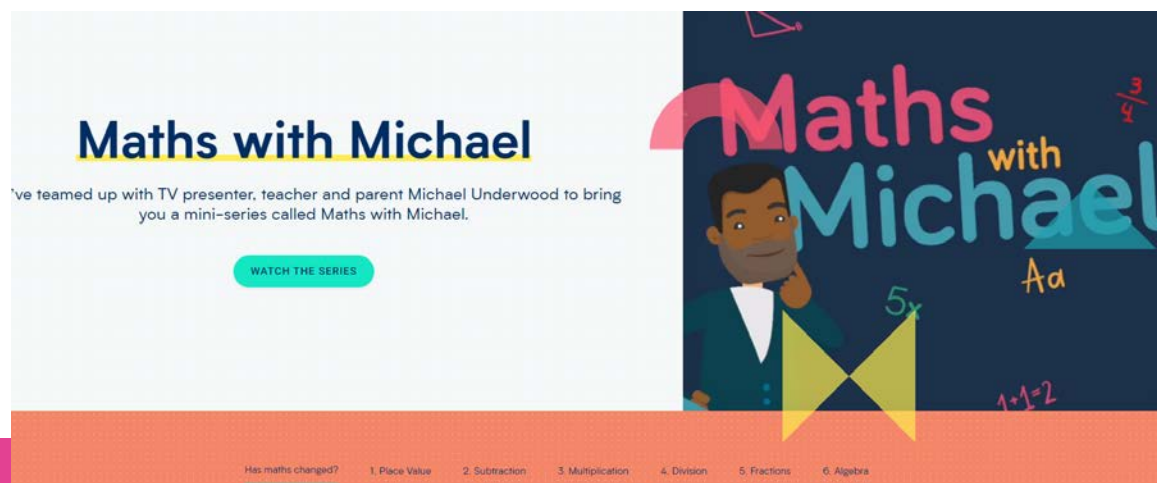 Maths with Michael
've teamed up with TV presenter, teacher and parent Michael Underwood to bring
you a mini-series called Maths with Michael.
WATCH THE SERIES
Maths
with
Michael
3
4
Aa
5x
1+1=2
Has maths changed? 1. Place Value 2. Subtraction 3. Multiplication 4. Division 5. Fractions 6. Algebra